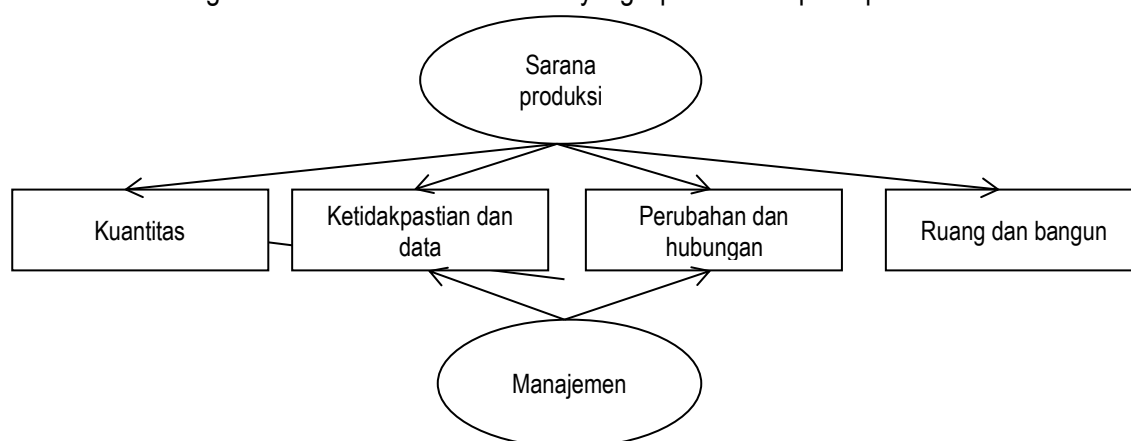 Sarana
produksi
Kuantitas
Ketidakpastian dan
data
Perubahan dan
hubungan
Ruang dan bangun
Manajemen